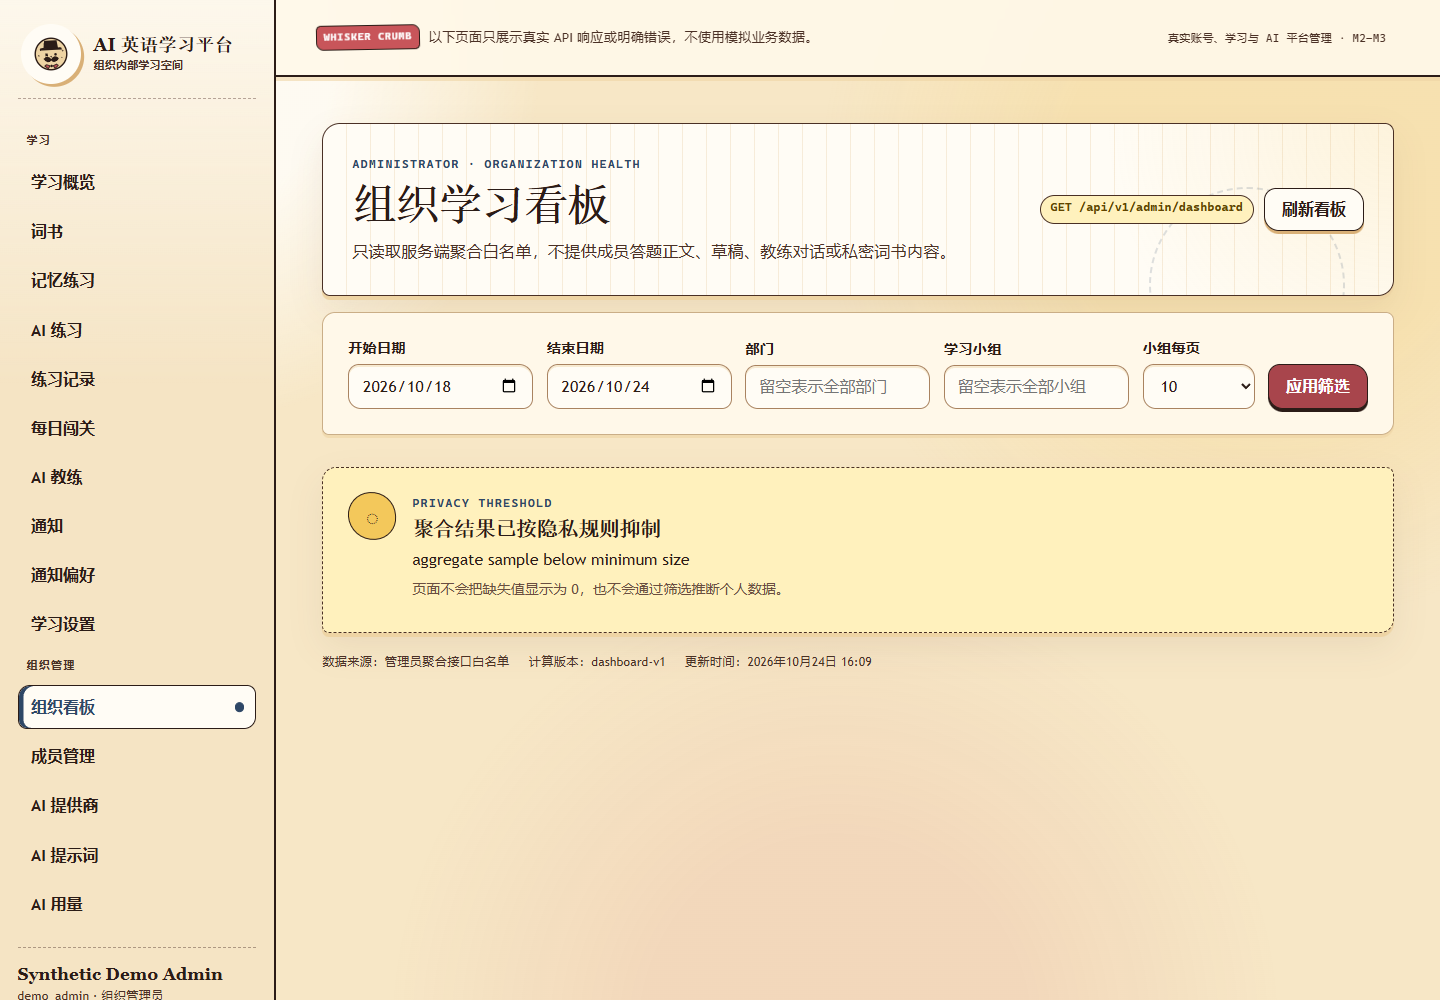 AI 英语学习平台
组织内部学习空间
学习
学习概览
词书
记忆练习
AI 练习
练习记录
每日闯关
AI 教练
通知
通知偏好
学习设置
组织管理
组织看板
成员管理
AI 提供商
AI 提示词
AI 用量
Synthetic Demo Admin
demo_admin · 组织管理员
WHISKER CRUMB 以下页面只展示真实 API 响应或明确错误，不使用模拟业务数据。
真实账号、学习与 AI 平台管理 · M2–M3
ADMINISTRATOR · ORGANIZATION HEALTH
组织学习看板
只读取服务端聚合白名单，不提供成员答题正文、草稿、教练对话或私密词书内容。
GET /api/v1/admin/dashboard
刷新看板
开始日期 结束日期 部门 学习小组 小组每页
2026/10/18 2026/10/24 留空表示全部部门 留空表示全部小组 10 应用筛选
PRIVACY THRESHOLD
聚合结果已按隐私规则抑制
aggregate sample below minimum size
页面不会把缺失值显示为 0，也不会通过筛选推断个人数据。
数据来源：管理员聚合接口白名单 计算版本：dashboard-v1 更新时间：2026年10月24日 16:09